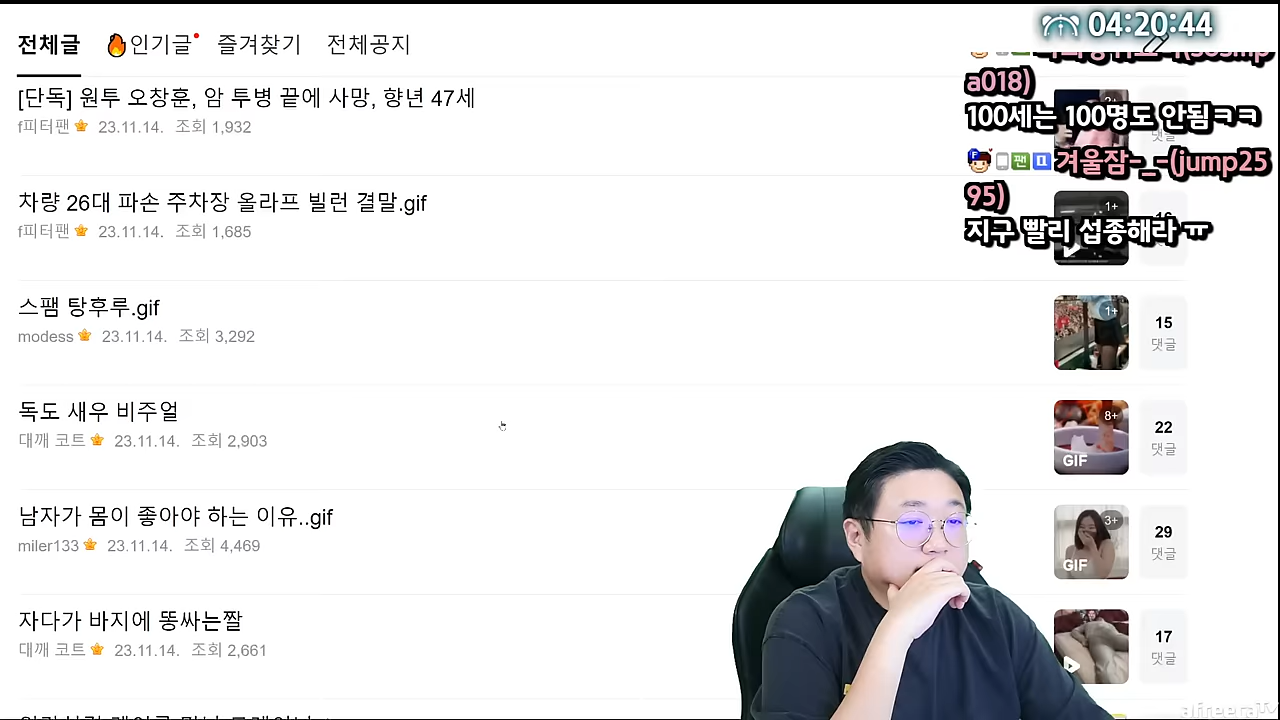 전체글 인기글 즐겨찾기 전체공지
04:20:44
[단독] 원투 오창훈, 암 투병 끝에 사망, 향년 47세
f피터팬 23.11.14. 조회 1,932
a018)
100세는 100명도 안됨ㅋㅋ
팬 겨울잠-_-(jump25
95)
지구 빨리 섭종해라 ㅠ
차량 26대 파손 주차장 올라프 빌런 결말.gif
f피터팬 23.11.14. 조회 1,685
1+
스팸 탕후루.gif
modess 23.11.14. 조회 3,292
1+
15
댓글
독도 새우 비주얼
대깨 코트 23.11.14. 조회 2,903
8+
GIF
22
댓글
남자가 몸이 좋아야 하는 이유..gif
miler133 23.11.14. 조회 4,469
3+
GIF
29
댓글
자다가 바지에 똥싸는짤
대깨 코트 23.11.14. 조회 2,661
17
댓글
afreecaTV